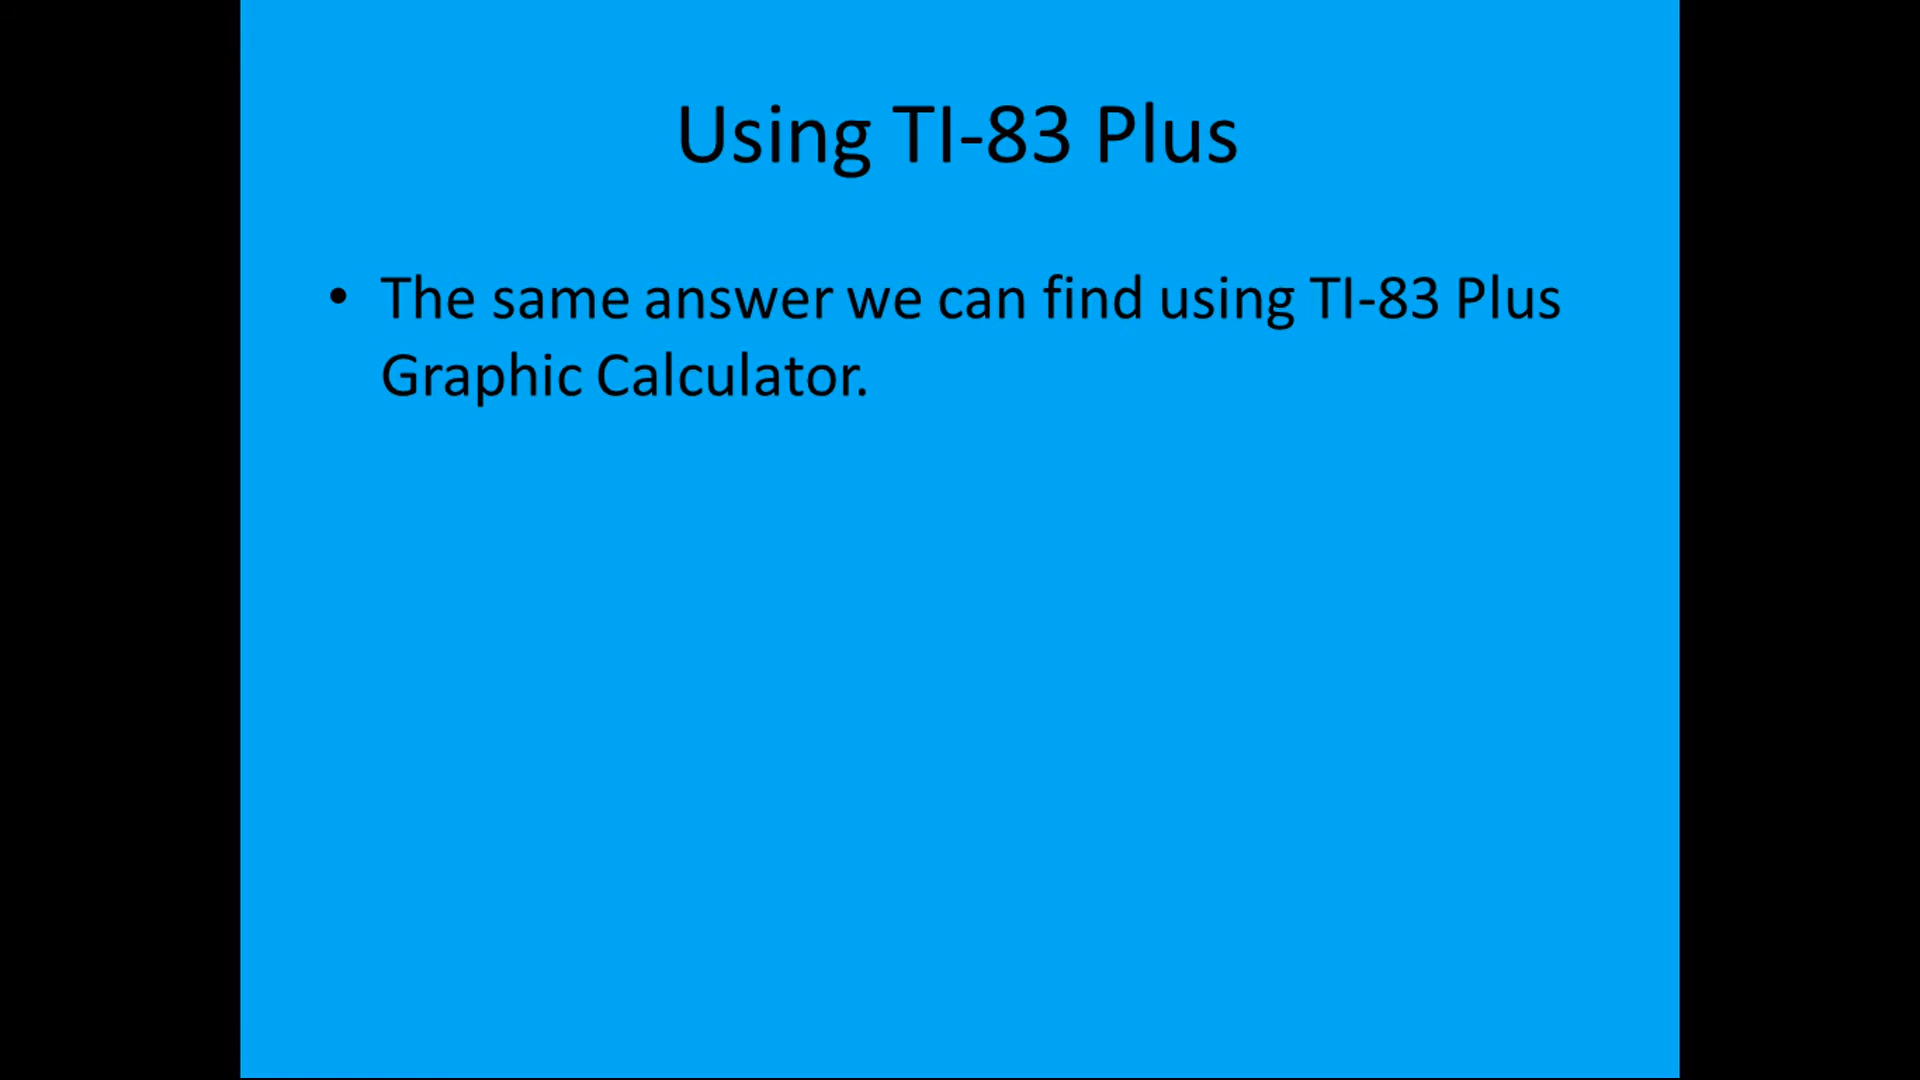 Using TI-83 Plus
• The same answer we can find using TI-83 Plus
Graphic Calculator.